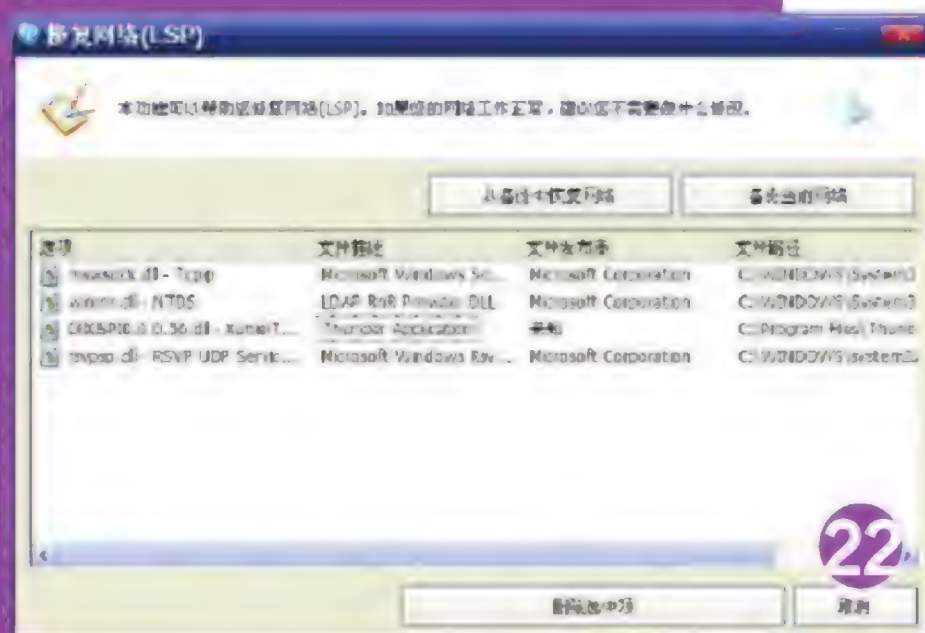 修复网络(LSP)
本功能可以帮助您修复网络(LSP)。如果您的网络工作正常，建议您不需要做什么修改。
从备份中恢复网络 备份当前网络
选项 文件描述 文件发布者 文件路径
mswsock.dll - Tcpip Microsoft Windows So... Microsoft Corporation C:\WINDOWS\System3
winrnr.dll - NTDS LDAP RnR Provider DLL Microsoft Corporation C:\WINDOWS\System3
XunleiT... Thunder Application 未知 C:\Program Files\Thund
rsvpsp.dll - RSVP UDP Servic... Microsoft Windows Rsv... Microsoft Corporation C:\WINDOWS\system32
22
删除选中项